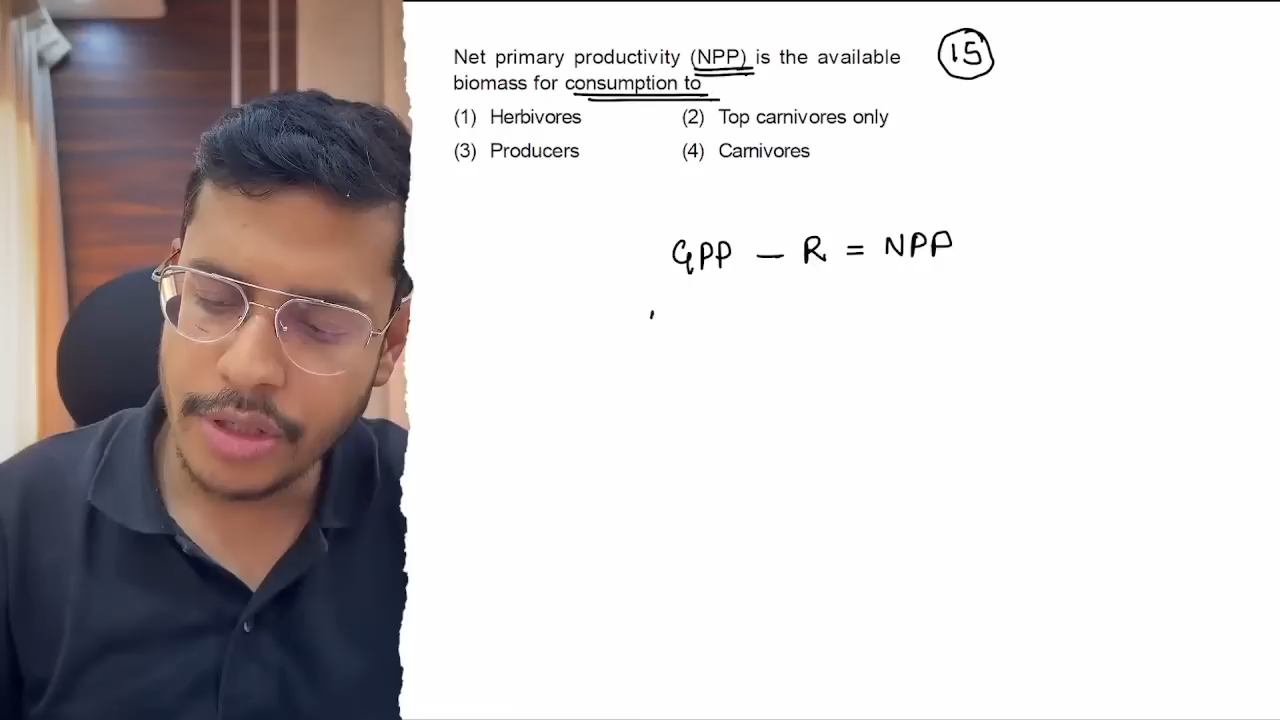 Net primary productivity (NPP) is the available
biomass for consumption to
(1) Herbivores (2) Top carnivores only
(3) Producers (4) Carnivores
15
GPP – R = NPP